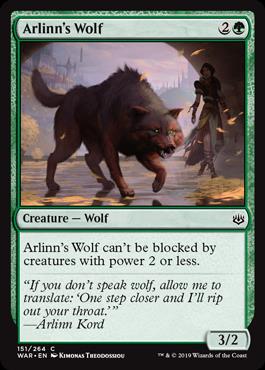 Arlinn's Wolf 2
Creature — Wolf
Arlinn's Wolf can't be blocked by
creatures with power 2 or less.
“If you don't speak wolf, allow me to
translate: ‘One step closer and I'll rip
out your throat.’”
—Arlinn Kord
3/2
151/264 C
WAR • EN KIMONAS THEODOSSIOU
™ & © 2019 Wizards of the Coast